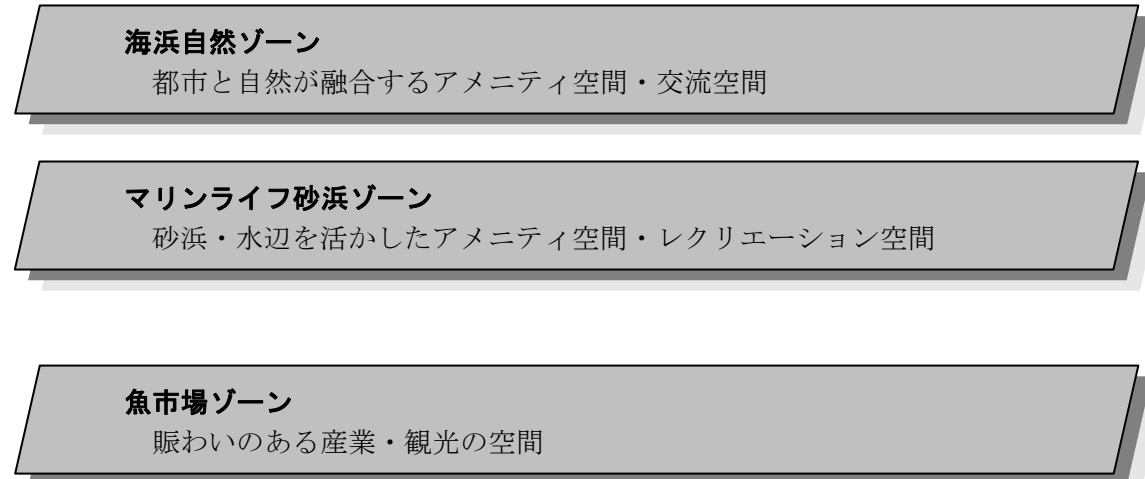 海浜自然ゾーン
都市と自然が融合するアメニティ空間・交流空間
マリンライフ砂浜ゾーン
砂浜・水辺を活かしたアメニティ空間・レクリエーション空間
魚市場ゾーン
賑わいのある産業・観光の空間